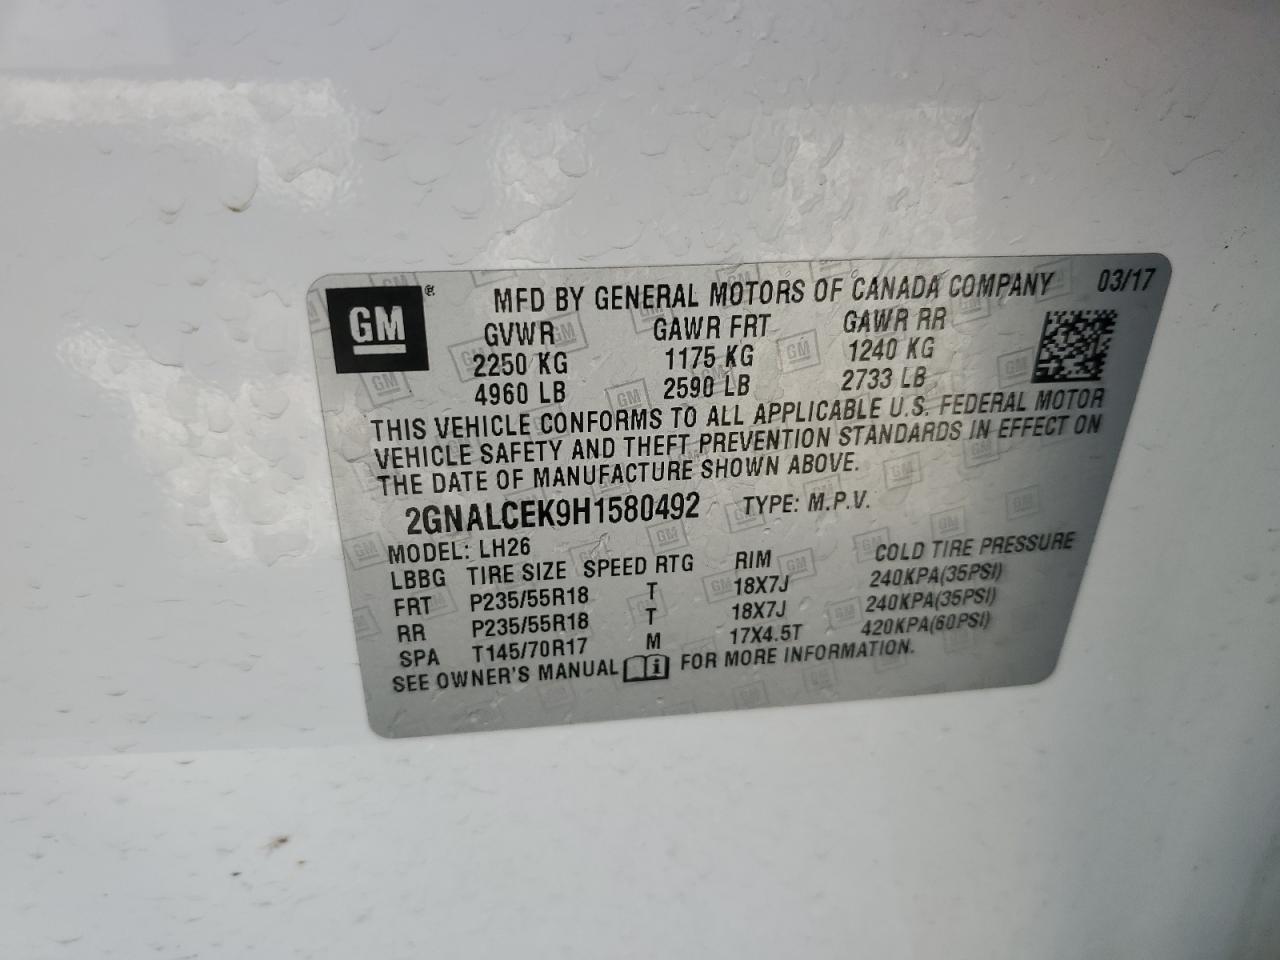 GM ® MFD BY GENERAL MOTORS OF CANADA COMPANY 03/17
GVWR GAWR FRT GAWR RR
2250 KG 1175 KG 1240 KG
4960 LB 2590 LB 2733 LB
THIS VEHICLE CONFORMS TO ALL APPLICABLE U.S. FEDERAL MOTOR
VEHICLE SAFETY AND THEFT PREVENTION STANDARDS IN EFFECT ON
THE DATE OF MANUFACTURE SHOWN ABOVE.
2GNALCEK9H1580492 TYPE: M.P.V.
MODEL: LH26
LBBG TIRE SIZE SPEED RTG RIM COLD TIRE PRESSURE
FRT P235/55R18 T 18X7J 240KPA(35PSI)
RR P235/55R18 T 18X7J 240KPA(35PSI)
SPA T145/70R17 M 17X4.5T 420KPA(60PSI)
SEE OWNER'S MANUAL FOR MORE INFORMATION.